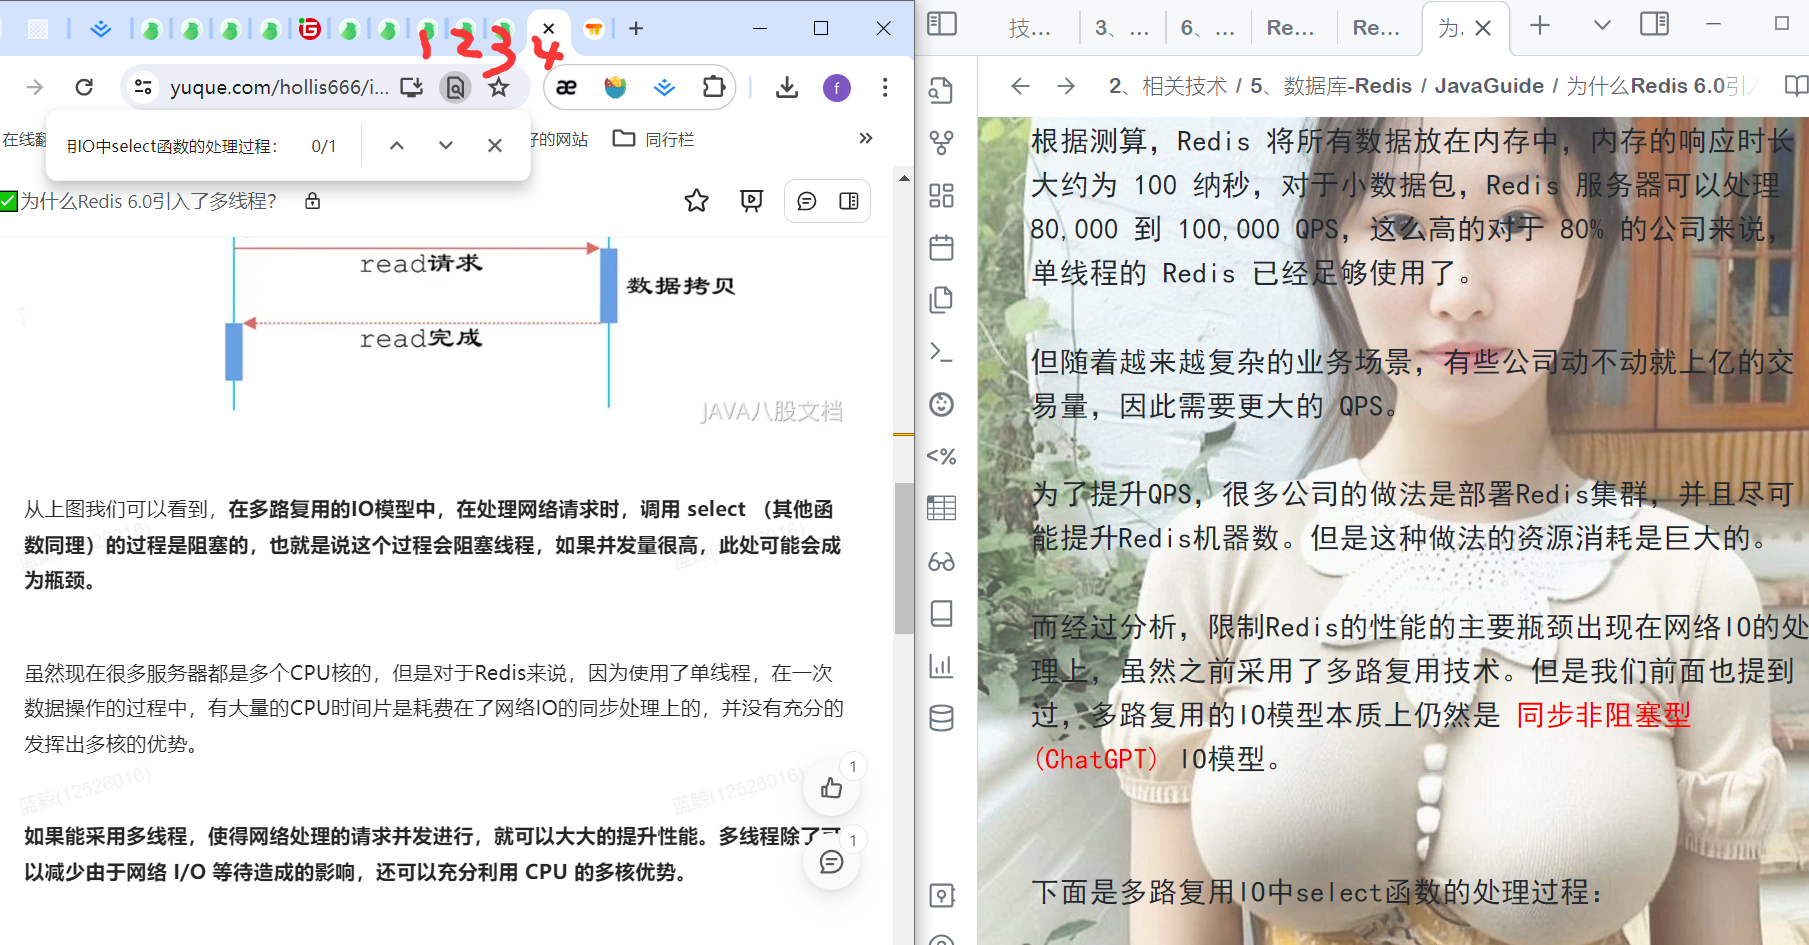 1 2 3 4
yuque.com/hollis666/i...
f
在线翻
好的网站
同行栏
用IO中select函数的处理过程：
0/1
为什么Redis 6.0引入了多线程？
read请求
数据拷贝
read完成
JAVA八股文档
从上图我们可以看到，在多路复用的IO模型中，在处理网络请求时，调用 select （其他函
数同理）的过程是阻塞的，也就是说这个过程会阻塞线程，如果并发量很高，此处可能会成
为瓶颈。
虽然现在很多服务器都是多个CPU核的，但是对于Redis来说，因为使用了单线程，在一次
数据操作的过程中，有大量的CPU时间片是耗费在了网络IO的同步处理上的，并没有充分的
发挥出多核的优势。
蓝鲸(12526016)
蓝鲸(12526016)
1
如果能采用多线程，使得网络处理的请求并发进行，就可以大大的提升性能。多线程除了可
以减少由于网络 I/O 等待造成的影响，还可以充分利用 CPU 的多核优势。
1
技...
3、...
6、...
Re...
Re...
为.
2、相关技术 / 5、数据库-Redis / JavaGuide / 为什么Redis 6.0引入
根据测算，Redis 将所有数据放在内存中，内存的响应时长
大约为 100 纳秒，对于小数据包，Redis 服务器可以处理
80,000 到 100,000 QPS，这么高的对于 80% 的公司来说，
单线程的 Redis 已经足够使用了。
但随着越来越复杂的业务场景，有些公司动不动就上亿的交
易量，因此需要更大的 QPS。
为了提升QPS，很多公司的做法是部署Redis集群，并且尽可
能提升Redis机器数。但是这种做法的资源消耗是巨大的。
而经过分析，限制Redis的性能的主要瓶颈出现在网络IO的处
理上，虽然之前采用了多路复用技术。但是我们前面也提到
过，多路复用的IO模型本质上仍然是 同步非阻塞型
(ChatGPT) IO模型。
下面是多路复用IO中select函数的处理过程：